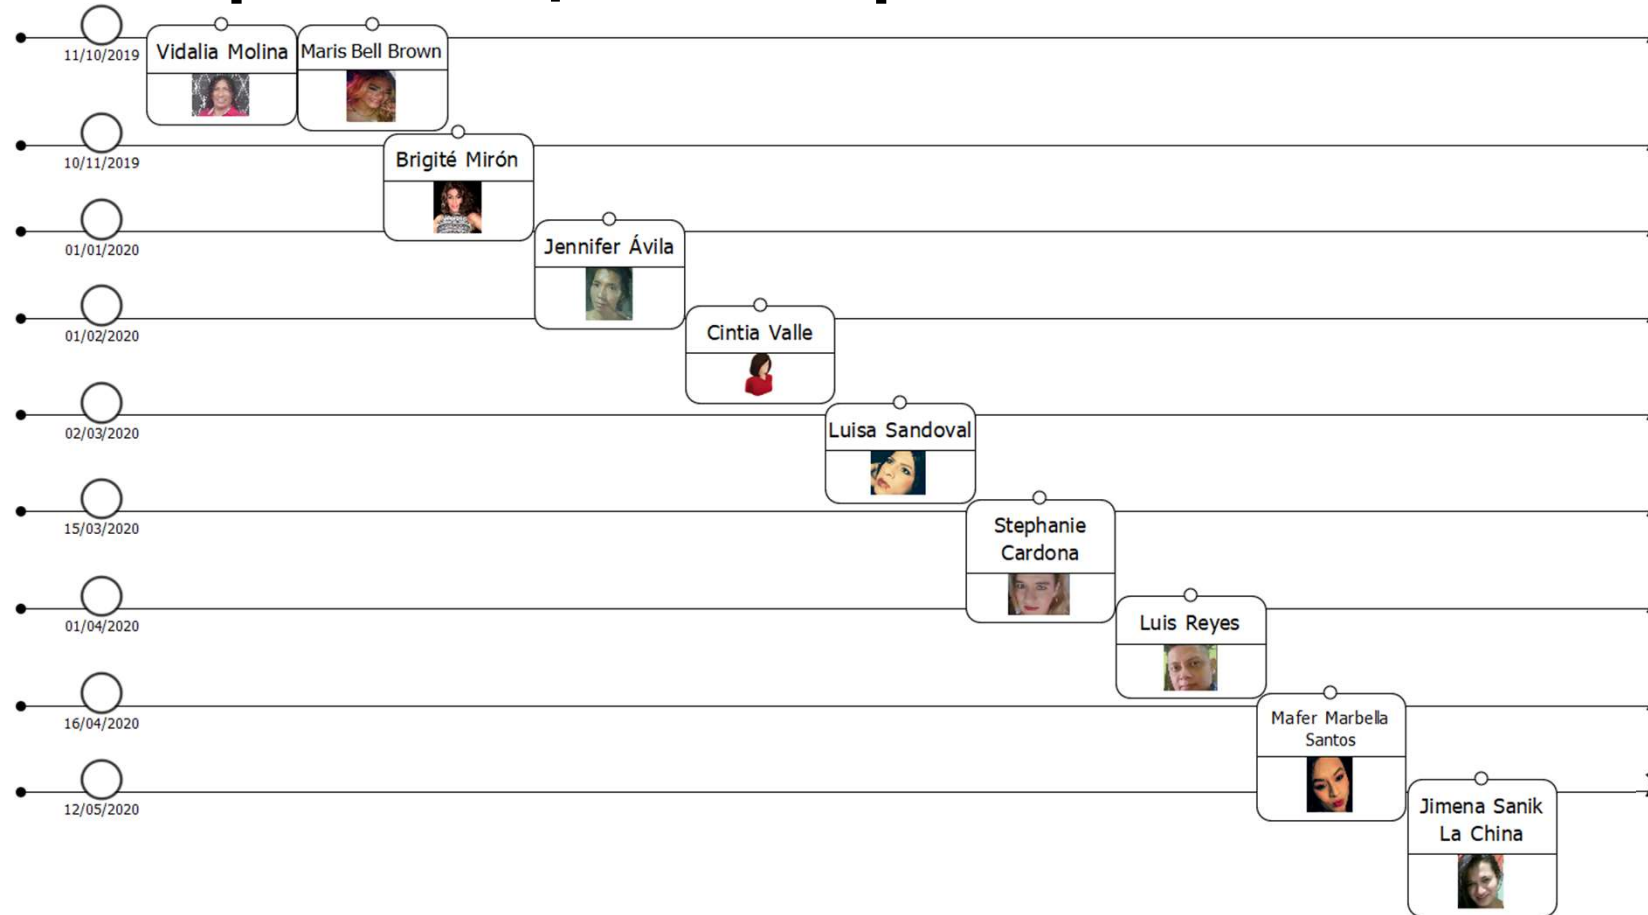 11/10/2019
Vidalia Molina
Maris Bell Brown
10/11/2019
Brigité Mirón
01/01/2020
Jennifer Ávila
01/02/2020
Cintia Valle
02/03/2020
Luisa Sandoval
15/03/2020
Stephanie
Cardona
01/04/2020
Luis Reyes
16/04/2020
Mafer Marbella
Santos
12/05/2020
Jimena Sanik
La China